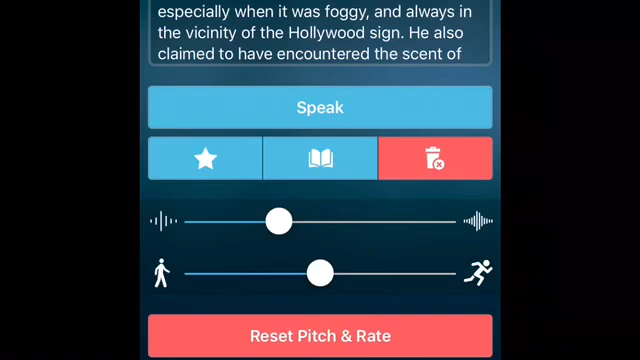 especially when it was foggy, and always in
the vicinity of the Hollywood sign. He also
claimed to have encountered the scent of
Speak
Reset Pitch & Rate